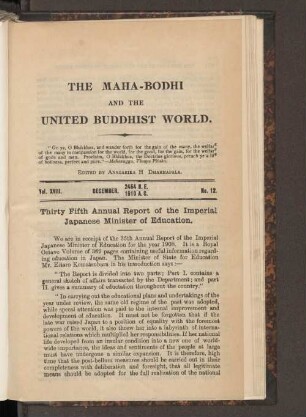 THE MAHA-BODHI
AND THE
UNITED BUDDHIST WORLD.
"Go ye, O Bhikkhus, and wander forth for the gain of the many, the welfare
of the many in compassion for the world, for the good, for the gain, for the welfare
of gods and men. Proclaim, O Bhikkhus, the Doctrine glorious, preach ye a life
of holiness, perfect and pure."—Mahavagga, Vinaya Pitaka.
EDITED BY ANAGARIKA H. DHARMAPALA.
Vol. XVIII. DECEMBER, 2454 B. E. 1910 A. C. No. 12.
Thirty Fifth Annual Report of the Imperial
Japanese Minister of Education.
We are in receipt of the 35th Annual Report of the Imperial
Japanese Minister of Education for the year 1908. It is a Royal
Octavo Volume of pages containing useful information regard-
ing education in Japan. The Minister of State for Education
Mr. Eitaro Komatsubara in his introduction says:—
"The Report is divided into two parts; Part I. contains a
general sketch of affairs transacted by the Department; and part
II. gives a summary of education throughout the country."
"In carrying out the educational plans and undertakings of the
year under review, the same old regime of the past was adopted,
while special attention was paid to the internal improvement and
development of education. It must not be forgotten that if the
late war raised Japan to a position of equality with the foremost
powers of the world, it also threw her into a labyrinth of interna-
tional relations which multiplied her responsibilities. If her national
life developed from an insular condition into a new one of world-
wide importance, the ideas and sentiments of the people at large
must have undergone a similar expansion. It is therefore, high
time that the post-bellum measures should be carried out in their
completeness with deliberation and foresight, that all legitimate
means should be adopted for the full realisation of the national